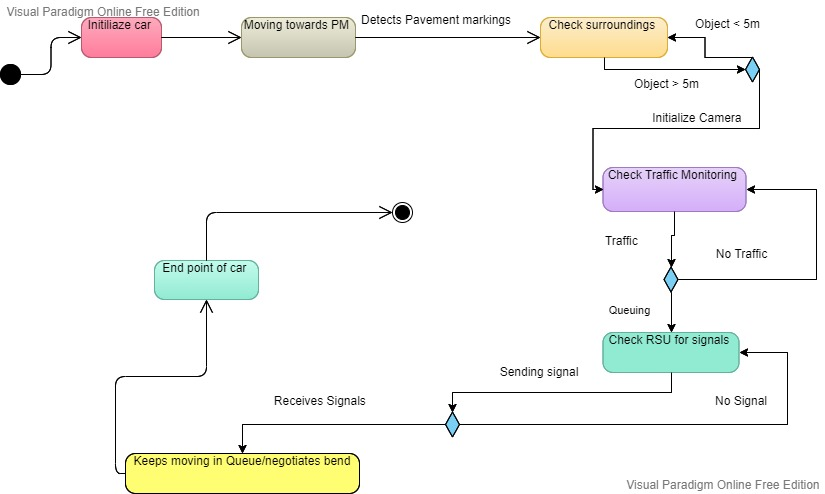 Visual Paradigm Online Free Edition
Initiliaze car
Moving towards PM
Detects Pavement markings
Check surroundings
Object < 5m
Object > 5m
Initialize Camera
Check Traffic Monitoring
Traffic
No Traffic
End point of car
Queuing
Check RSU for signals
Sending signal
No Signal
Receives Signals
Keeps moving in Queue/negotiates bend
Visual Paradigm Online Free Edition